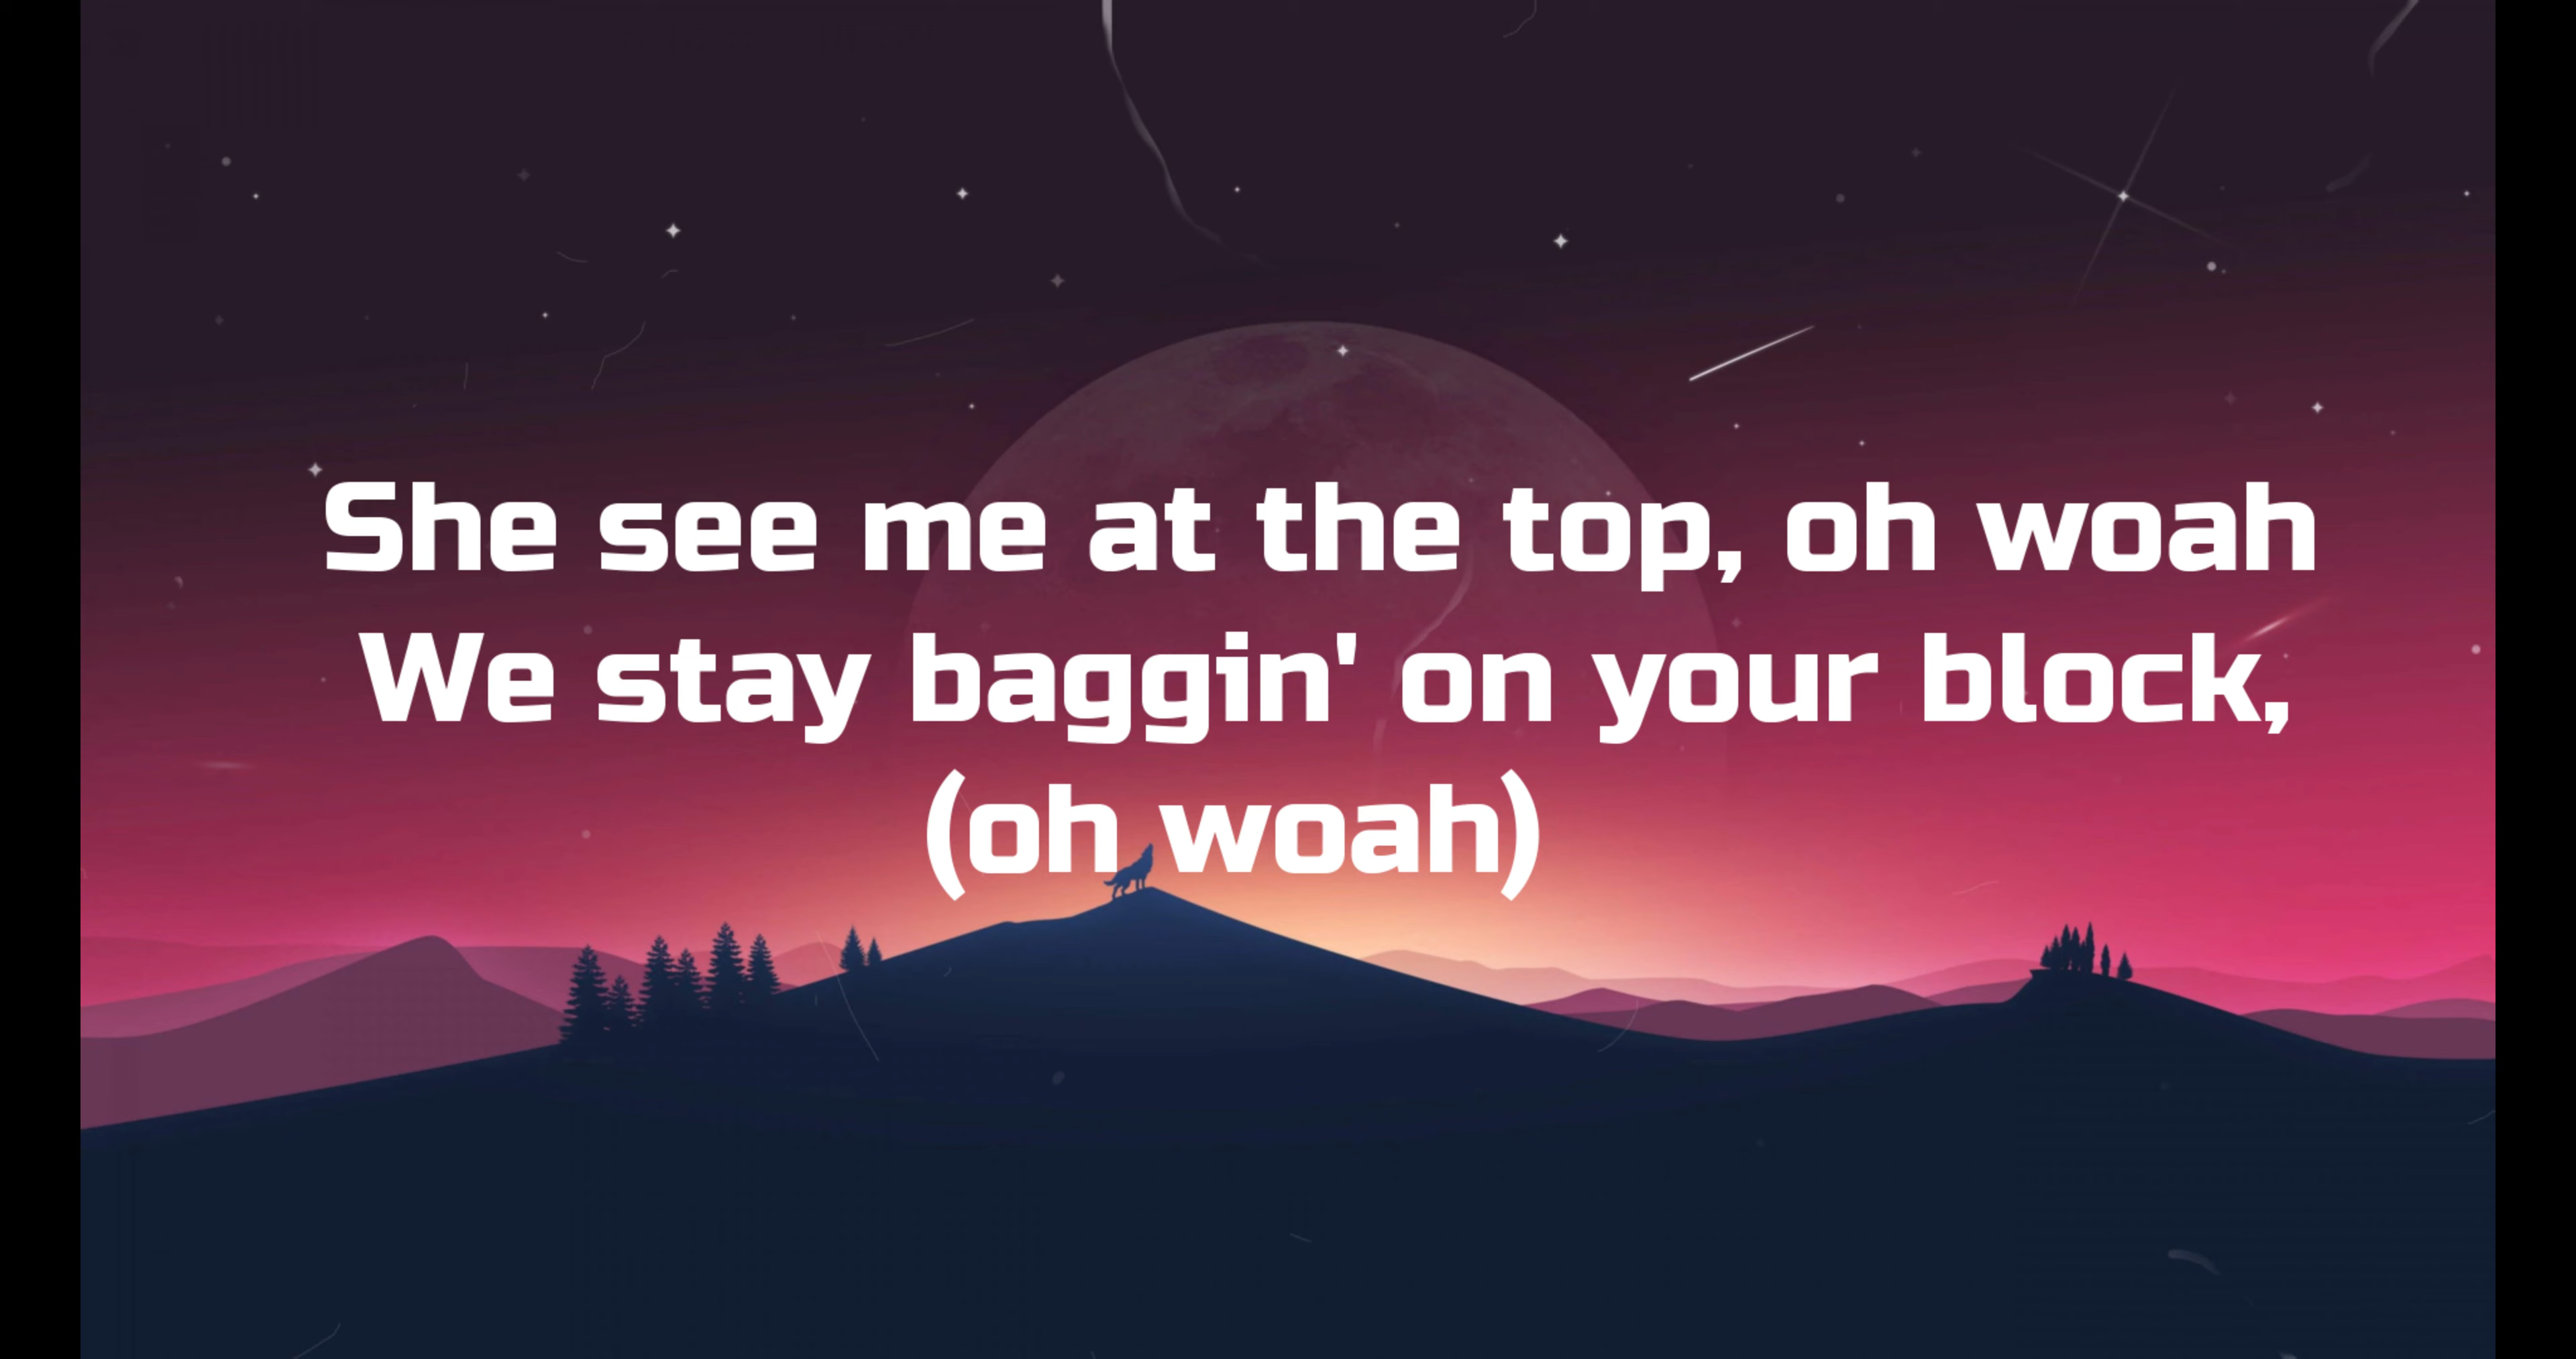 She see me at the top, oh woah
We stay baggin' on your block,
(oh woah)